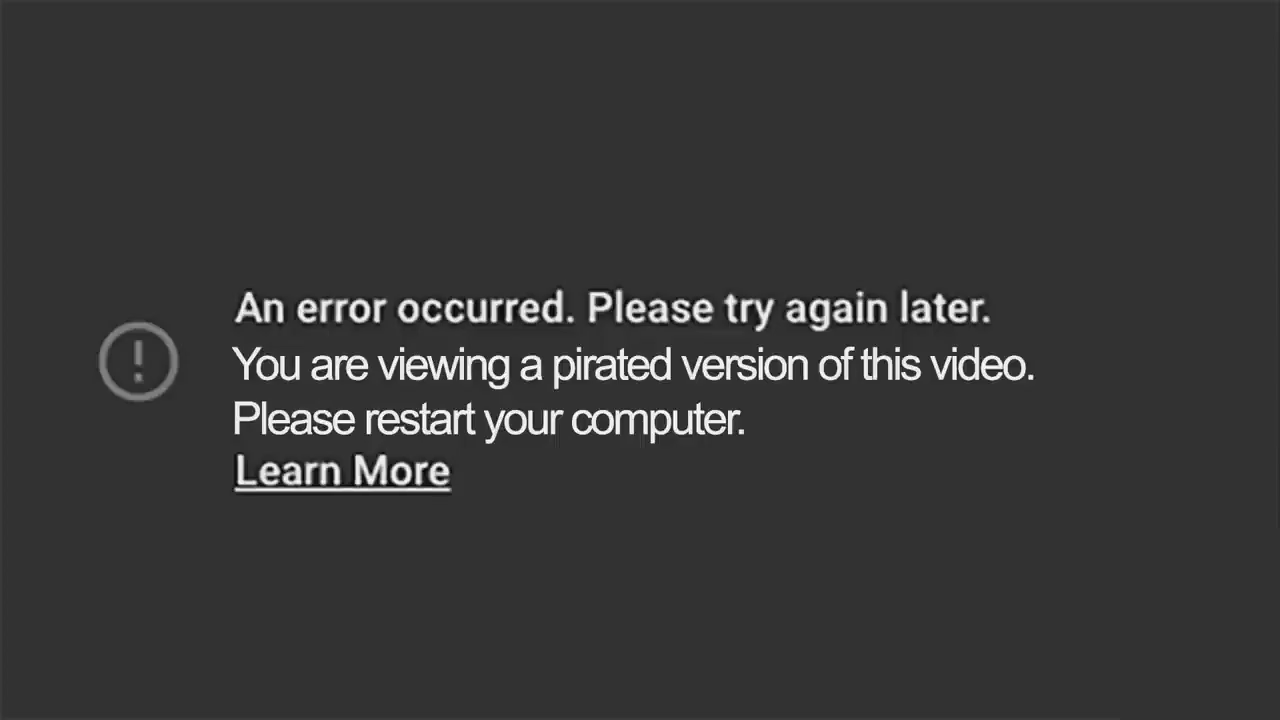 An error occurred. Please try again later.
You are viewing a pirated version of this video.
Please restart your computer.
Learn More